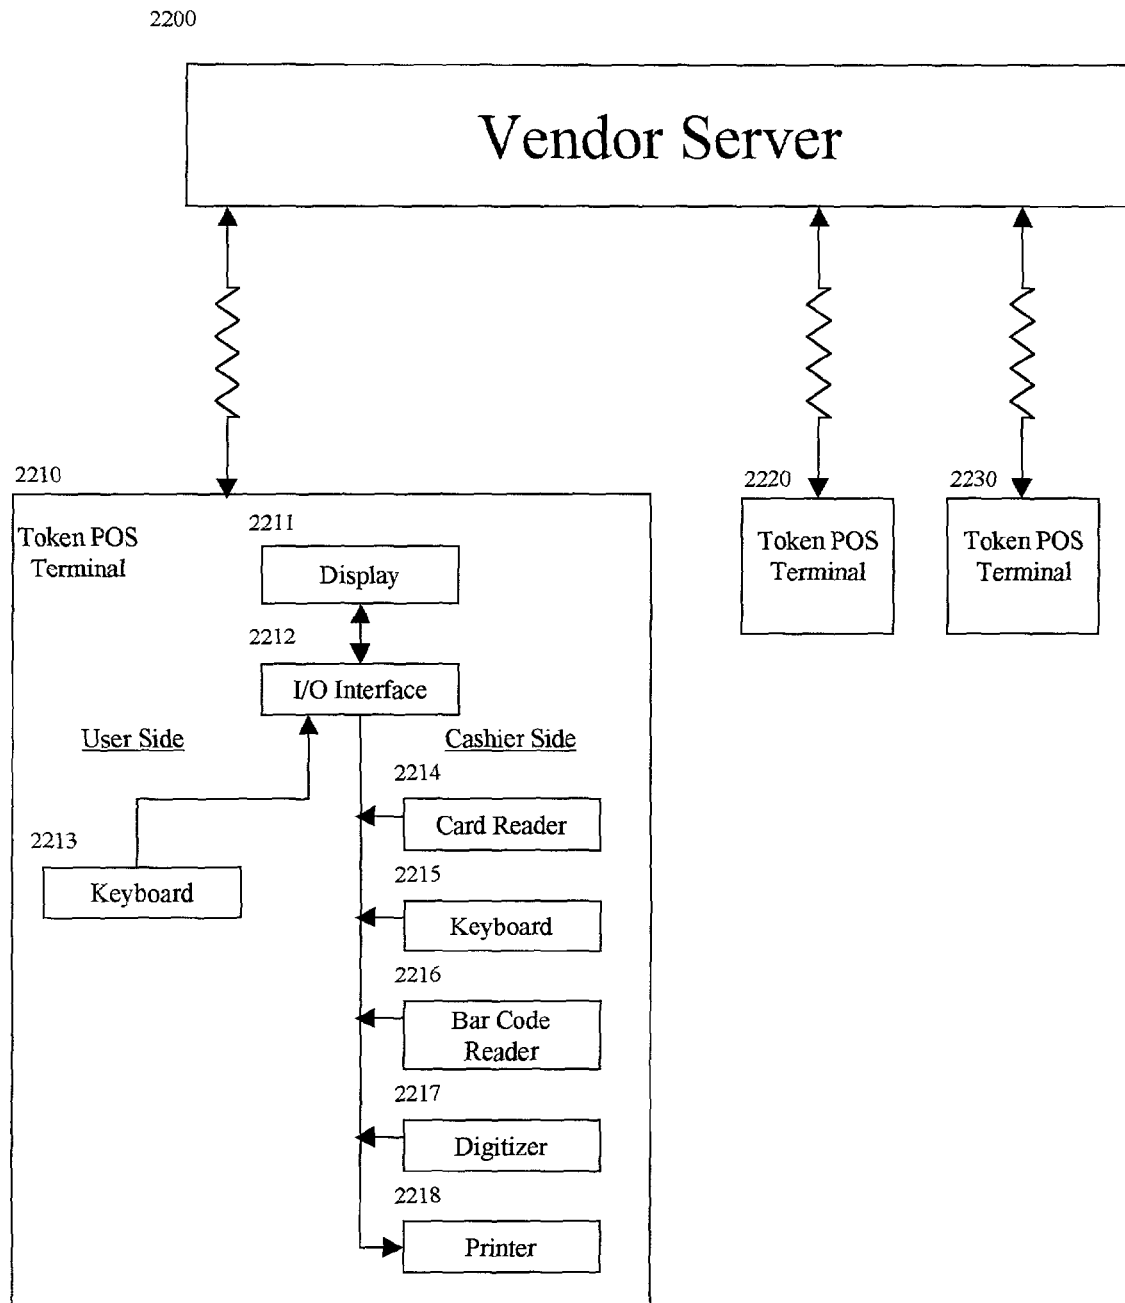 2200
Vendor Server
2210
Token POS
Terminal
2211
Display
2212
I/O Interface
User Side
Cashier Side
2213
Keyboard
2214
Card Reader
2215
Keyboard
2216
Bar Code
Reader
2217
Digitizer
2218
Printer
2220
Token POS
Terminal
2230
Token POS
Terminal